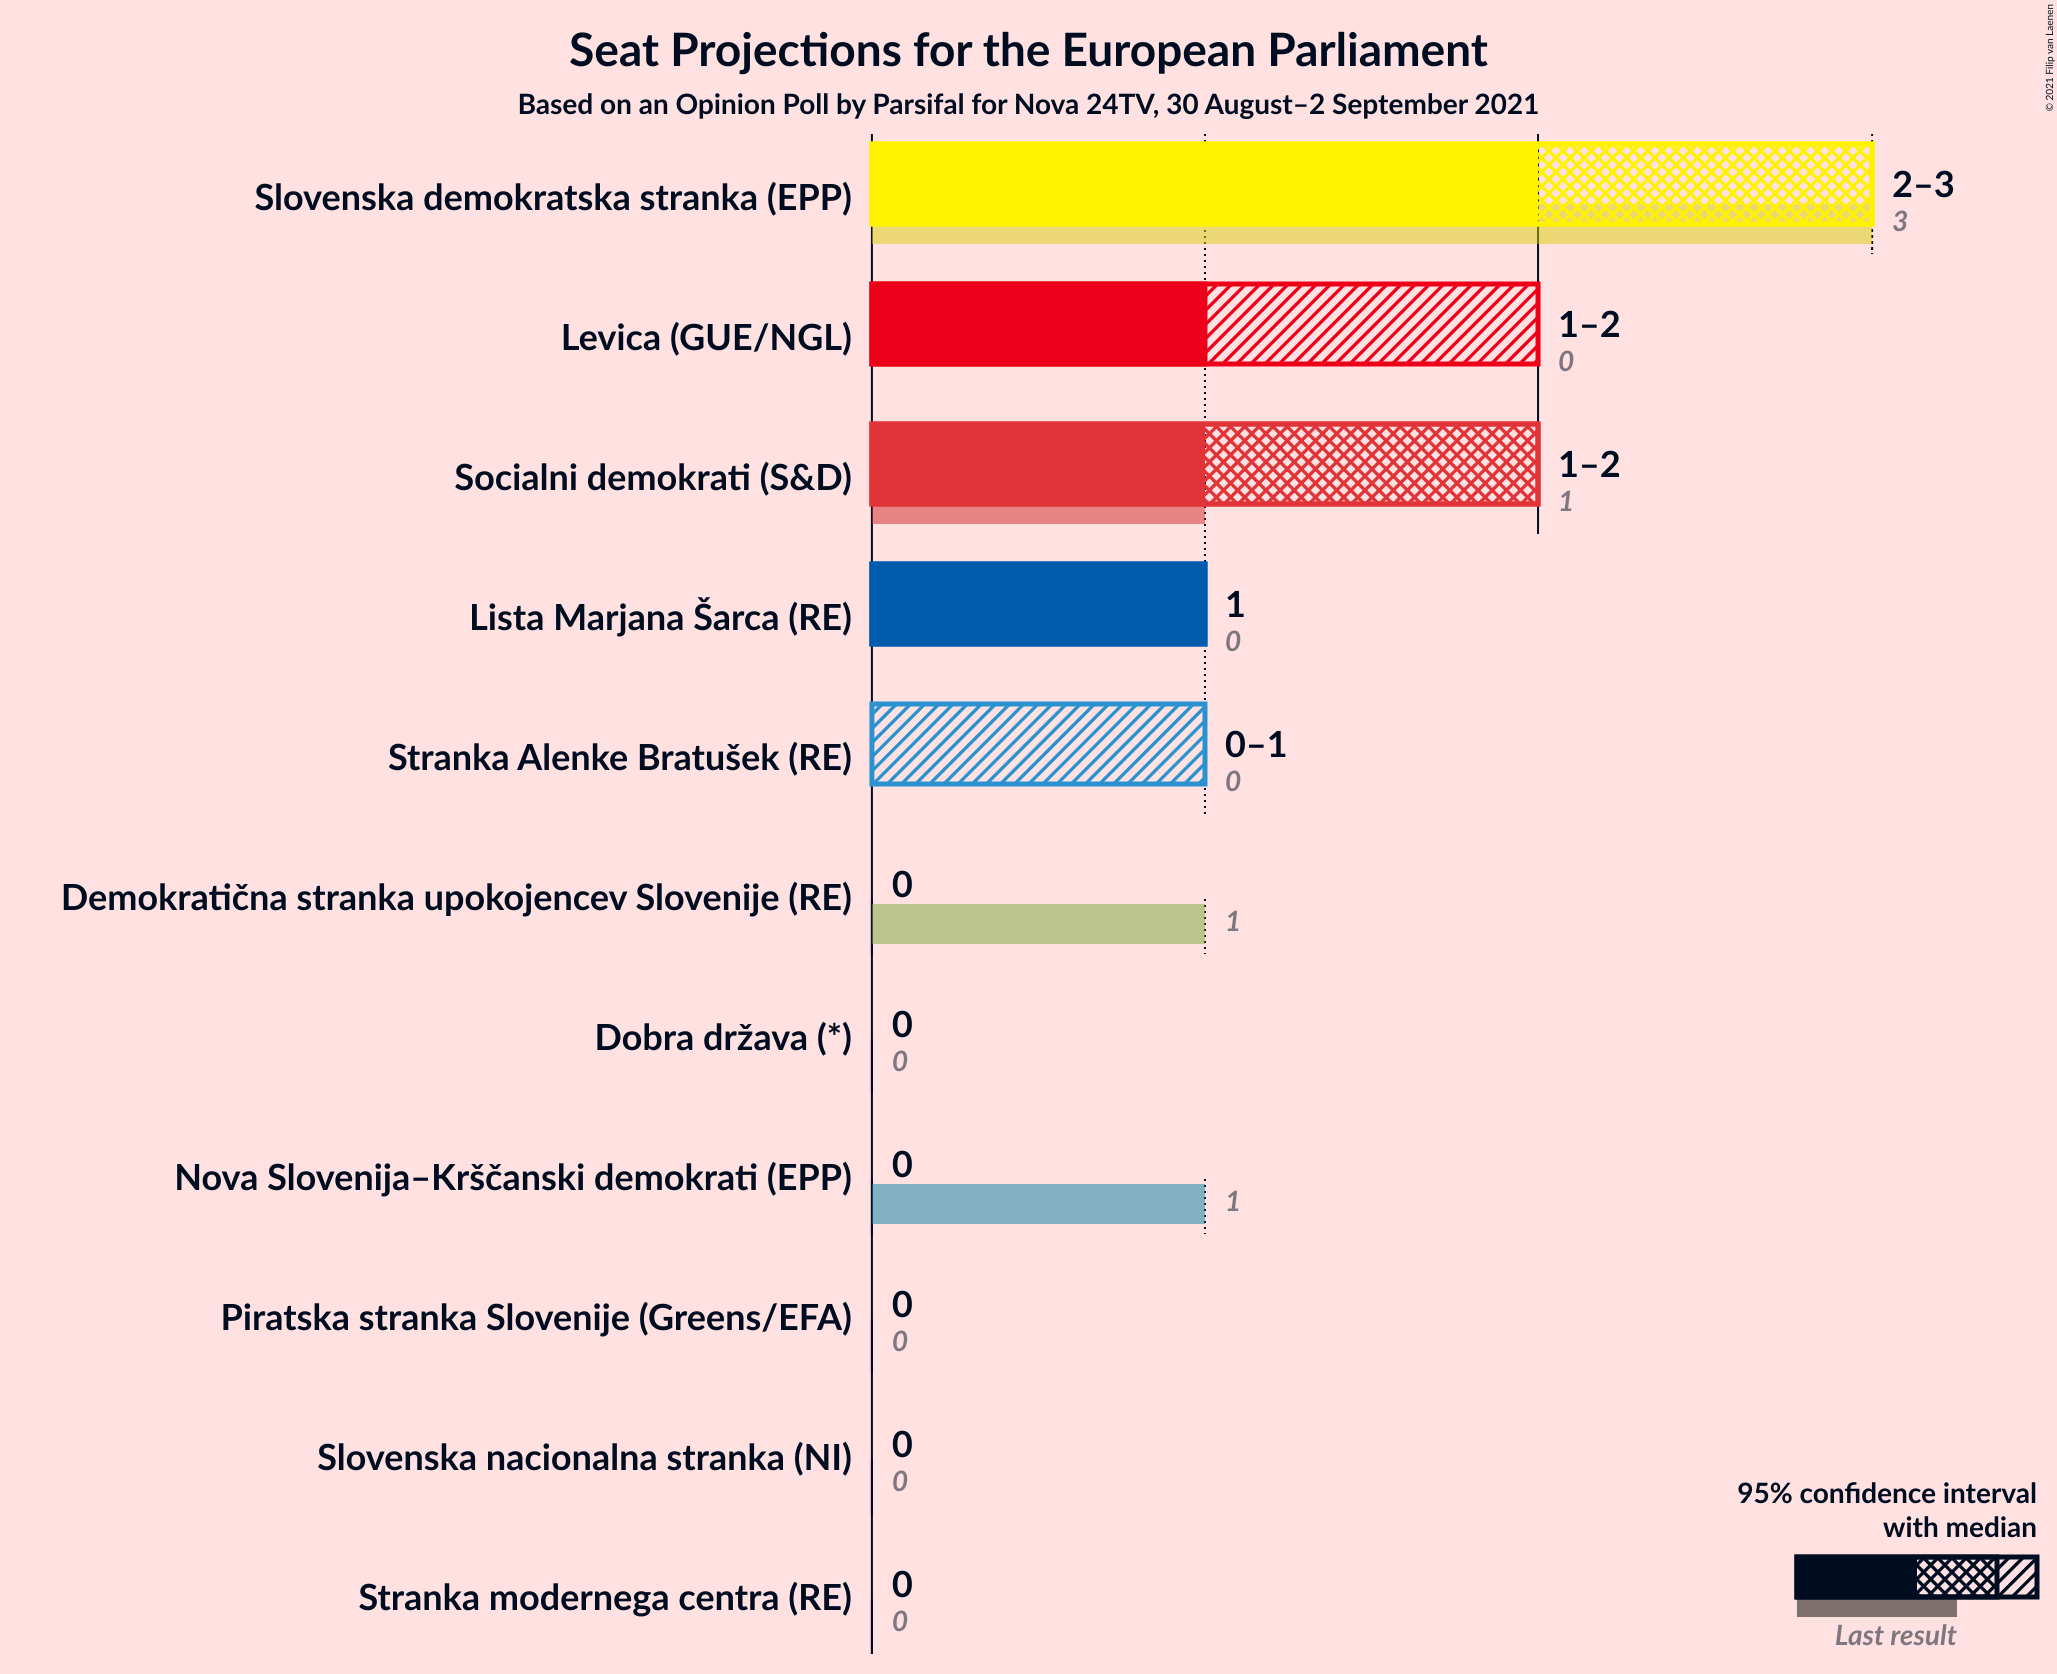 Seat Projections for the European Parliament
Based on an Opinion Poll by Parsifal for Nova 24TV, 30 August–2 September 2021
© 2021 Filip van Laenen
Slovenska demokratska stranka (EPP)
2–3
3
Levica (GUE/NGL)
1–2
0
Socialni demokrati (S&D)
1–2
1
Lista Marjana Šarca (RE)
1
0
Stranka Alenke Bratušek (RE)
0–1
0
Demokratična stranka upokojencev Slovenije (RE)
0
1
Dobra država (*)
0
0
Nova Slovenija–Krščanski demokrati (EPP)
0
1
Piratska stranka Slovenije (Greens/EFA)
0
0
Slovenska nacionalna stranka (NI)
0
0
Stranka modernega centra (RE)
0
0
95% confidence interval
with median
Last result